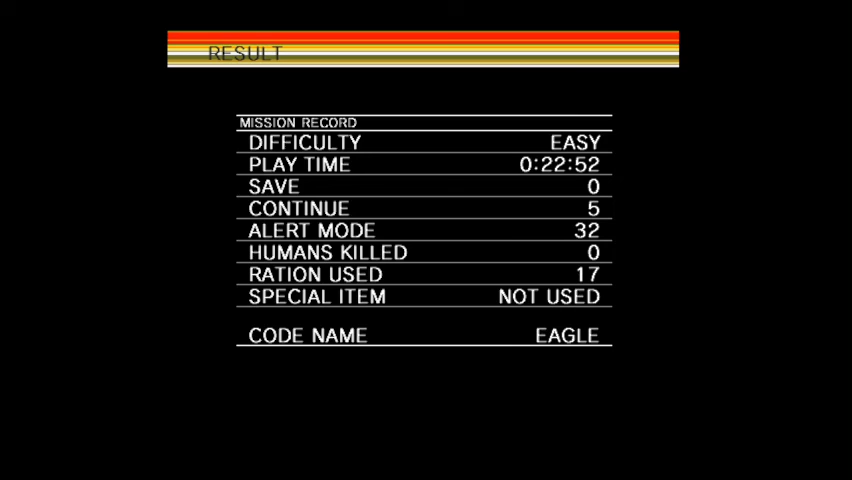 RESULT
MISSION RECORD
DIFFICULTY EASY
PLAY TIME 0:22:52
SAVE 0
CONTINUE 5
ALERT MODE 32
HUMANS KILLED 0
RATION USED 17
SPECIAL ITEM NOT USED
CODE NAME EAGLE